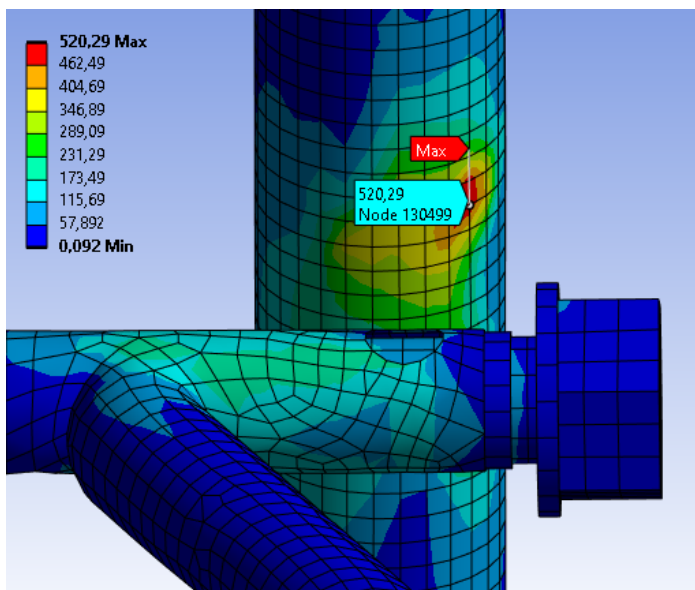 520,29 Max
462,49
404,69
346,89
289,09
231,29
173,49
115,69
57,892
0,092 Min
Max
520,29
Node 130499